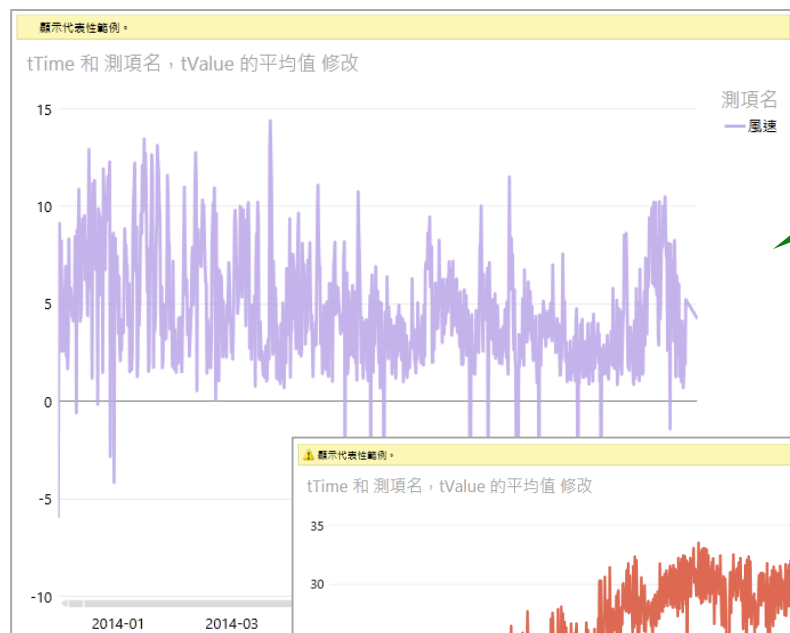 顯示代表性範例。
tTime 和 測項名，tValue 的平均值 修改
測項名
風速
15
10
5
0
-5
-10
2014-01
2014-03
顯示代表性範例。
tTime 和 測項名，tValue 的平均值 修改
35
30